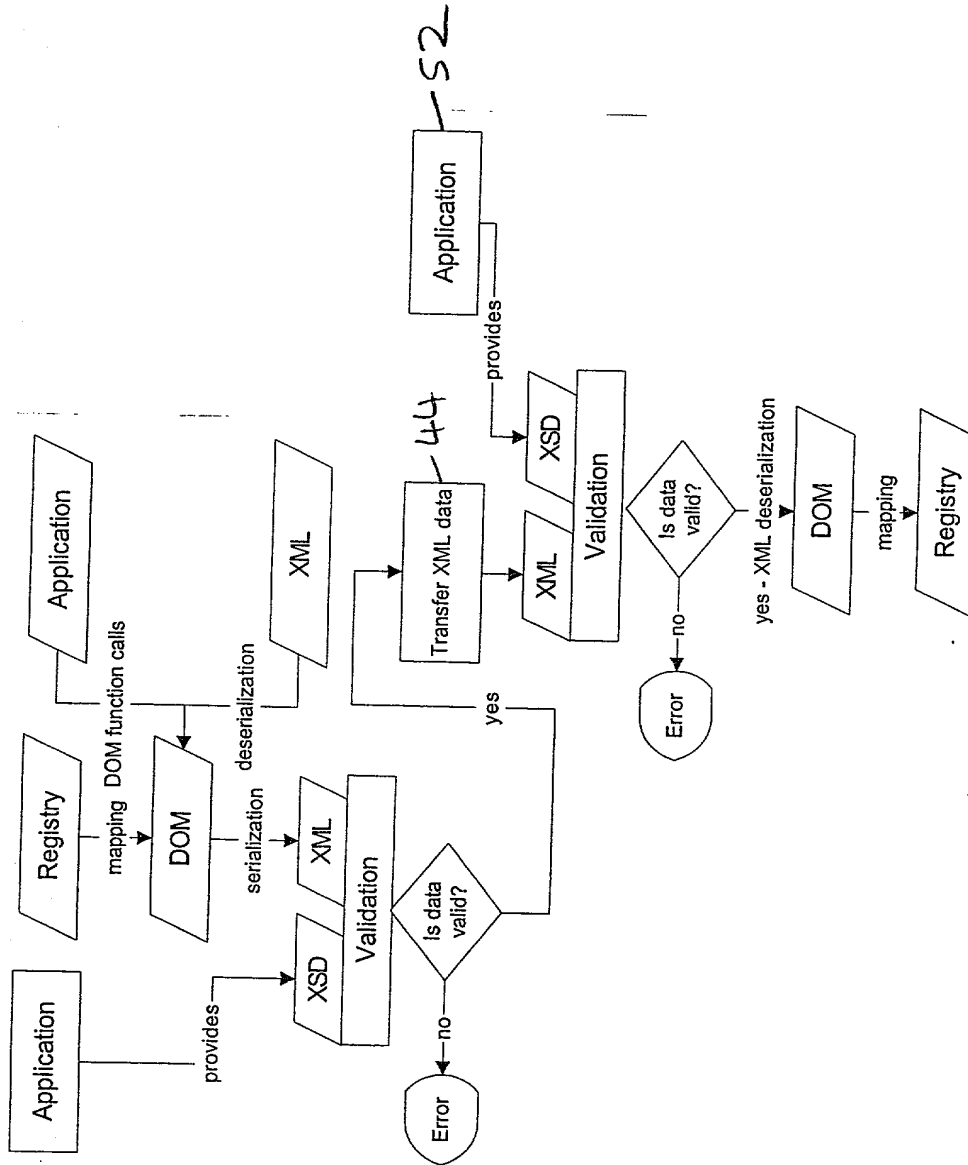 Application
Registry
Application
mapping
DOM function calls
DOM
provides
serialization
deserialization
XML
XSD
XML
Validation
Is data
valid?
no
Error
yes
Transfer XML data
44
Application
52
provides
XML
XSD
Validation
Is data
valid?
no
Error
yes - XML deserialization
DOM
mapping
Registry